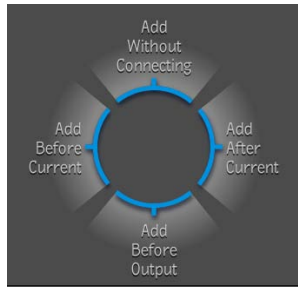 Add
Without
Connecting
Add
Before
Current
Add
After
Current
Add
Before
Output